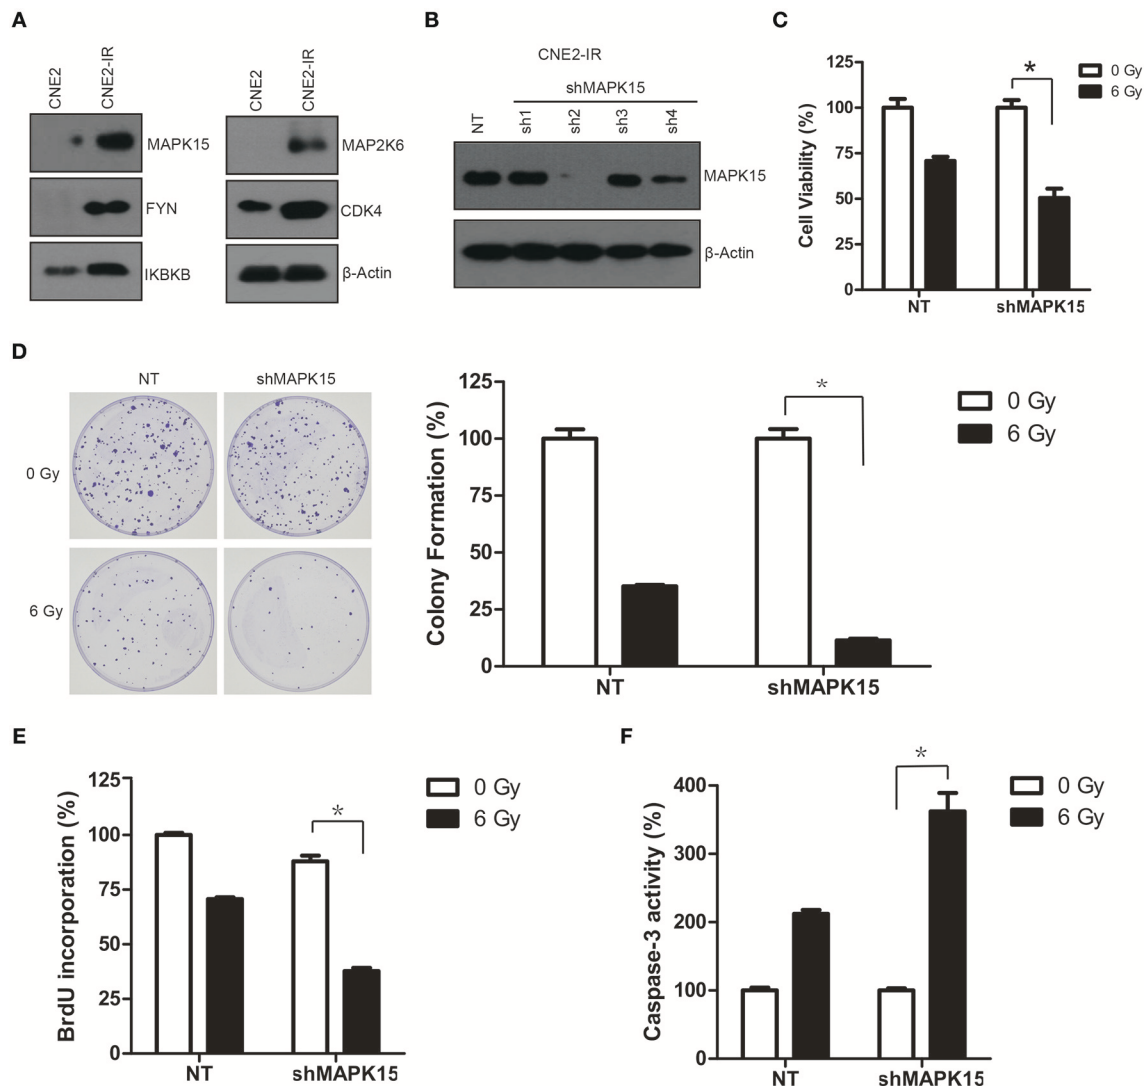 A
CNE2
CNE2-IR
MAPK15
FYN
IKBKB
CNE2
CNE2-IR
MAP2K6
CDK4
β-Actin
B
CNE2-IR
shMAPK15
NT
sh1
sh2
sh3
sh4
MAPK15
β-Actin
C
Cell Viability (%)
125
100
75
50
25
0
*
0 Gy
6 Gy
NT
shMAPK15
D
NT
shMAPK15
0 Gy
6 Gy
Colony Formation (%)
125
100
75
50
25
0
*
0 Gy
6 Gy
NT
shMAPK15
E
BrdU incorporation (%)
125
100
75
50
25
0
*
0 Gy
6 Gy
NT
shMAPK15
F
Caspase-3 activity (%)
400
300
200
100
0
*
0 Gy
6 Gy
NT
shMAPK15